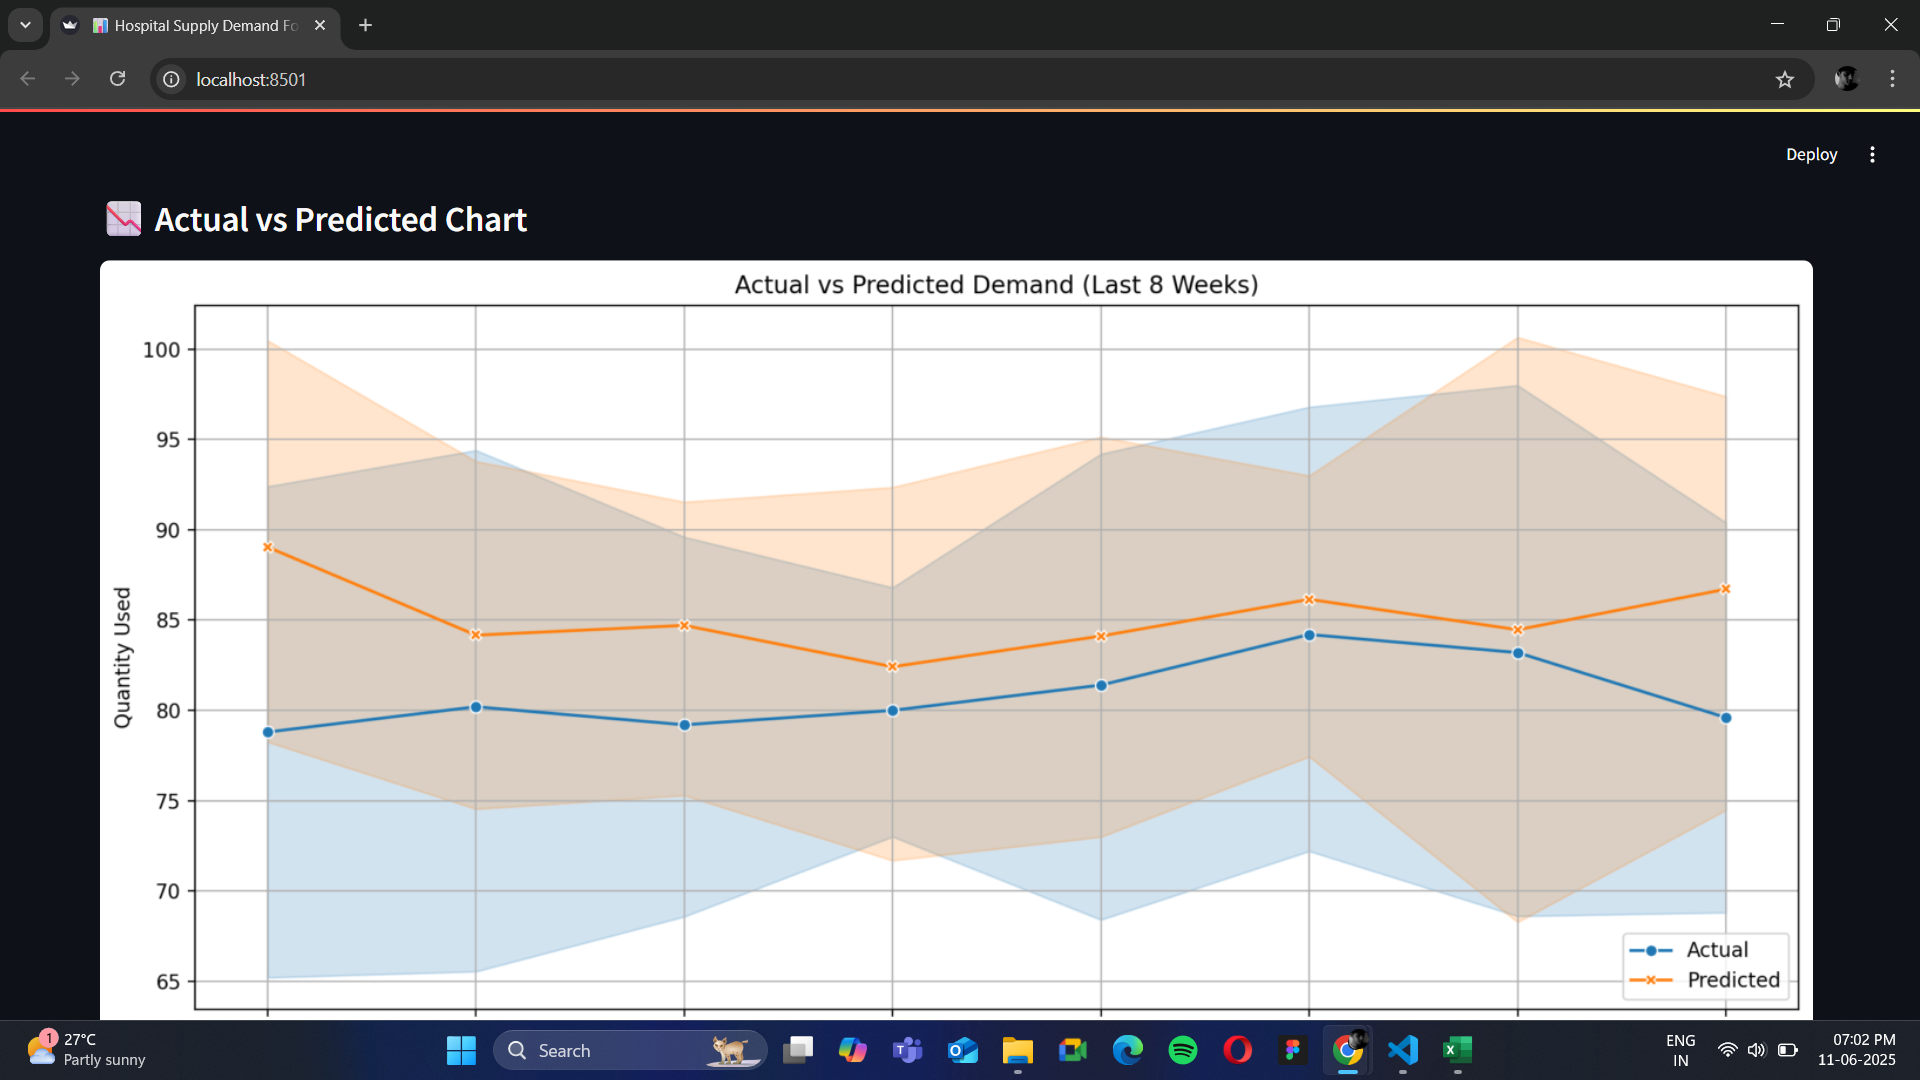 Hospital Supply Demand Fo
localhost:8501
Deploy
Actual vs Predicted Chart
Actual vs Predicted Demand (Last 8 Weeks)
100
95
90
85
80
75
70
65
Quantity Used
Actual
Predicted
1
27°C
Partly sunny
Search
ENG
IN
07:02 PM
11-06-2025